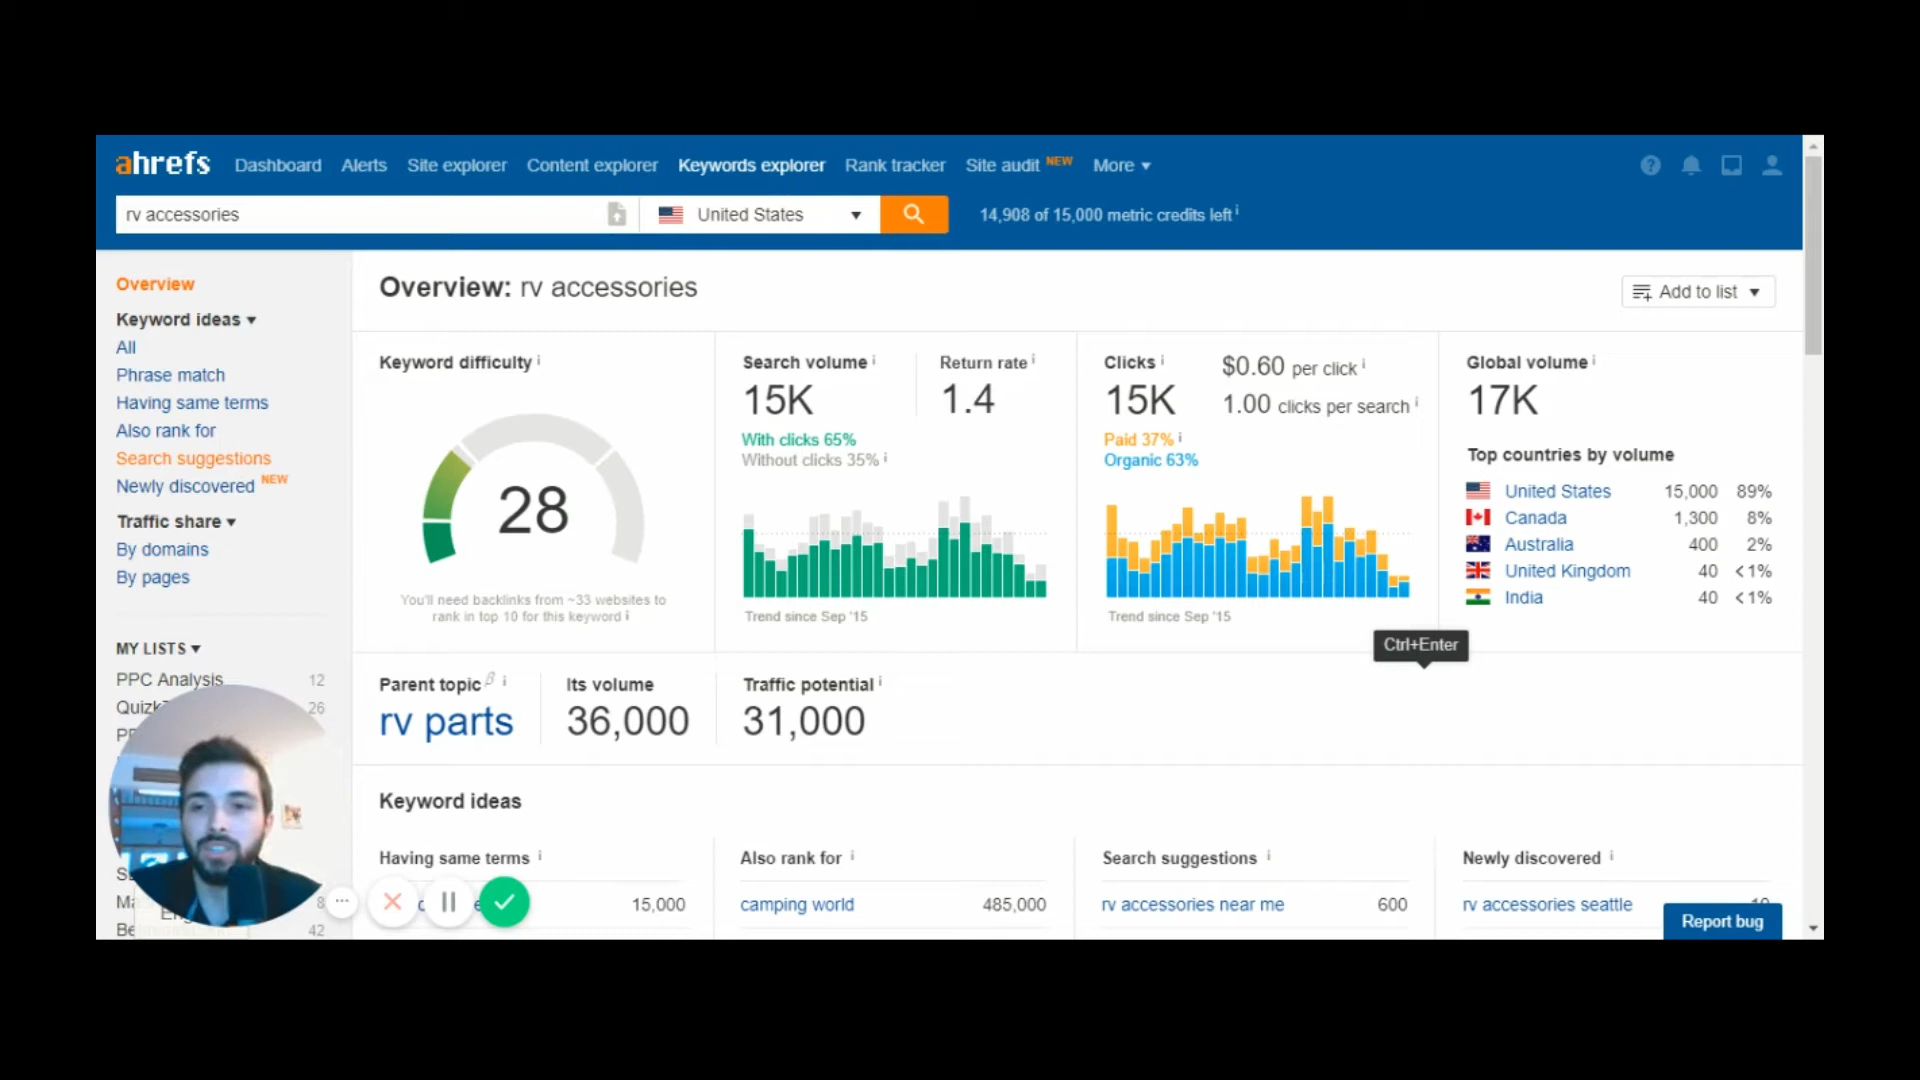 ahrefs Dashboard Alerts Site explorer Content explorer Keywords explorer Rank tracker Site audit NEW More
rv accessories United States 14,908 of 15,000 metric credits left i
Overview
Keyword ideas
All
Phrase match
Having same terms
Also rank for
Search suggestions
Newly discovered NEW
Traffic share
By domains
By pages
MY LISTS
PPC Analysis 12
26
8
42
Overview: rv accessories
Add to list
Keyword difficulty i
28
You'll need backlinks from ~33 websites to
rank in top 10 for this keyword i
Search volume i
15K
With clicks 65%
Without clicks 35% i
Return rate i
1.4
Trend since Sep '15
Clicks i
15K
$0.60 per click i
1.00 clicks per search i
Paid 37% i
Organic 63%
Trend since Sep '15
Global volume i
17K
Top countries by volume
United States 15,000 89%
Canada 1,300 8%
Australia 400 2%
United Kingdom 40 <1%
India 40 <1%
Ctrl+Enter
Parent topic β i
rv parts
Its volume
36,000
Traffic potential i
31,000
Keyword ideas
Having same terms i
15,000
Also rank for i
camping world 485,000
Search suggestions i
rv accessories near me 600
Newly discovered i
rv accessories seattle
Report bug